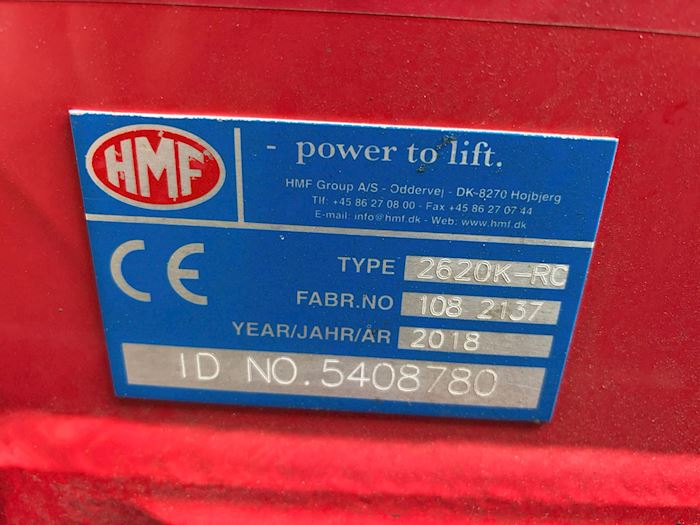 HMF
- power to lift.
HMF Group A/S - Oddervej - DK-8270 Hojbjerg
Tlf: +45 86 27 08 00 - Fax +45 86 27 07 44
E-mail: info@hmf.dk - Web: www.hmf.dk
CE
TYPE 2620K-RC
FABR.NO 108 2137
YEAR/JAHR/ÅR 2018
ID NO.5408780